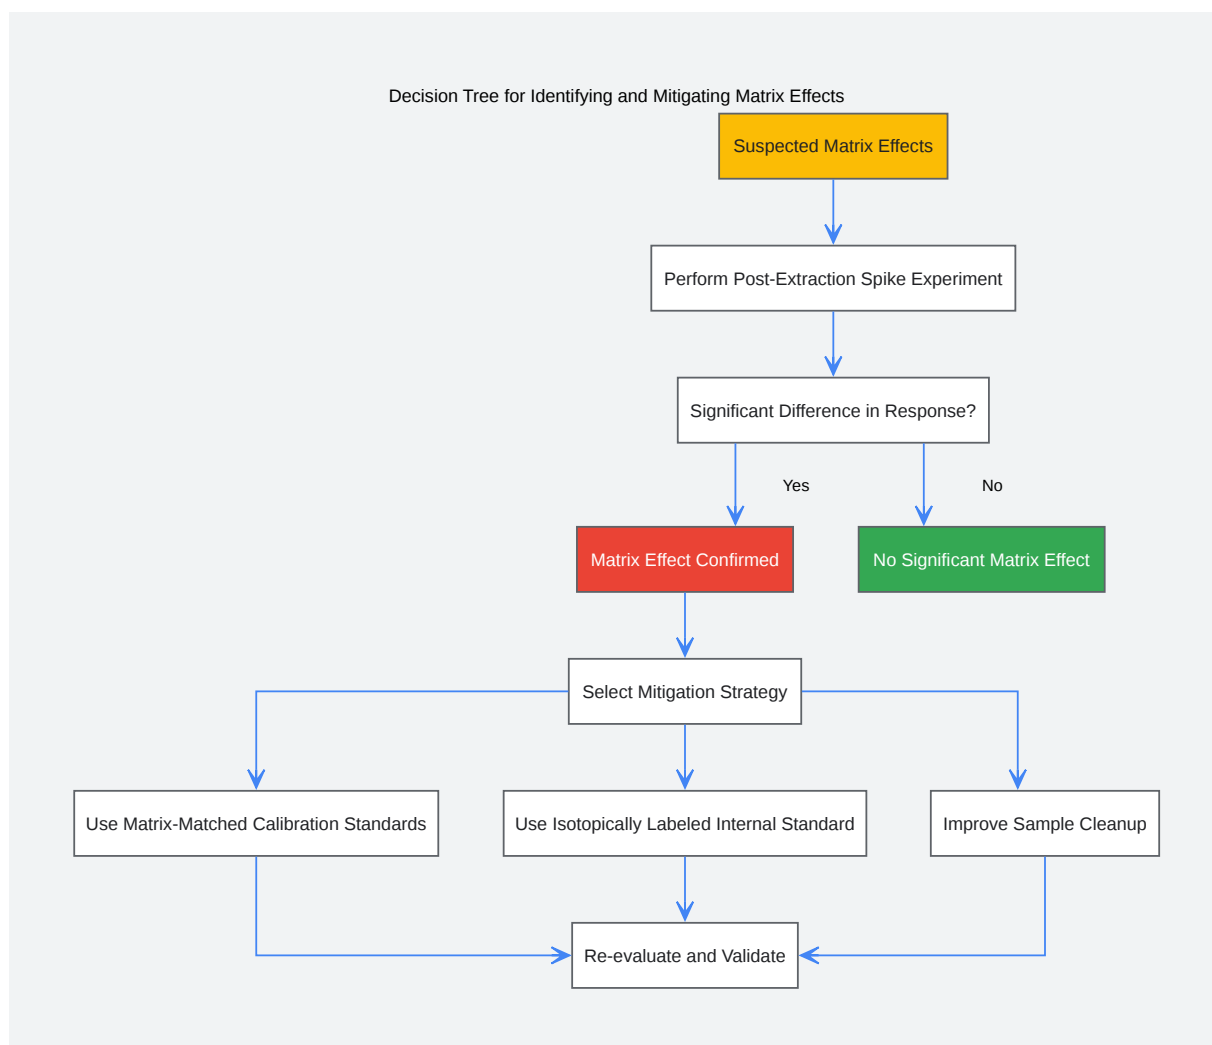 Decision Tree for Identifying and Mitigating Matrix Effects
Suspected Matrix Effects
Perform Post-Extraction Spike Experiment
Significant Difference in Response?
Yes
No
Matrix Effect Confirmed
No Significant Matrix Effect
Select Mitigation Strategy
Use Matrix-Matched Calibration Standards
Use Isotopically Labeled Internal Standard
Improve Sample Cleanup
Re-evaluate and Validate